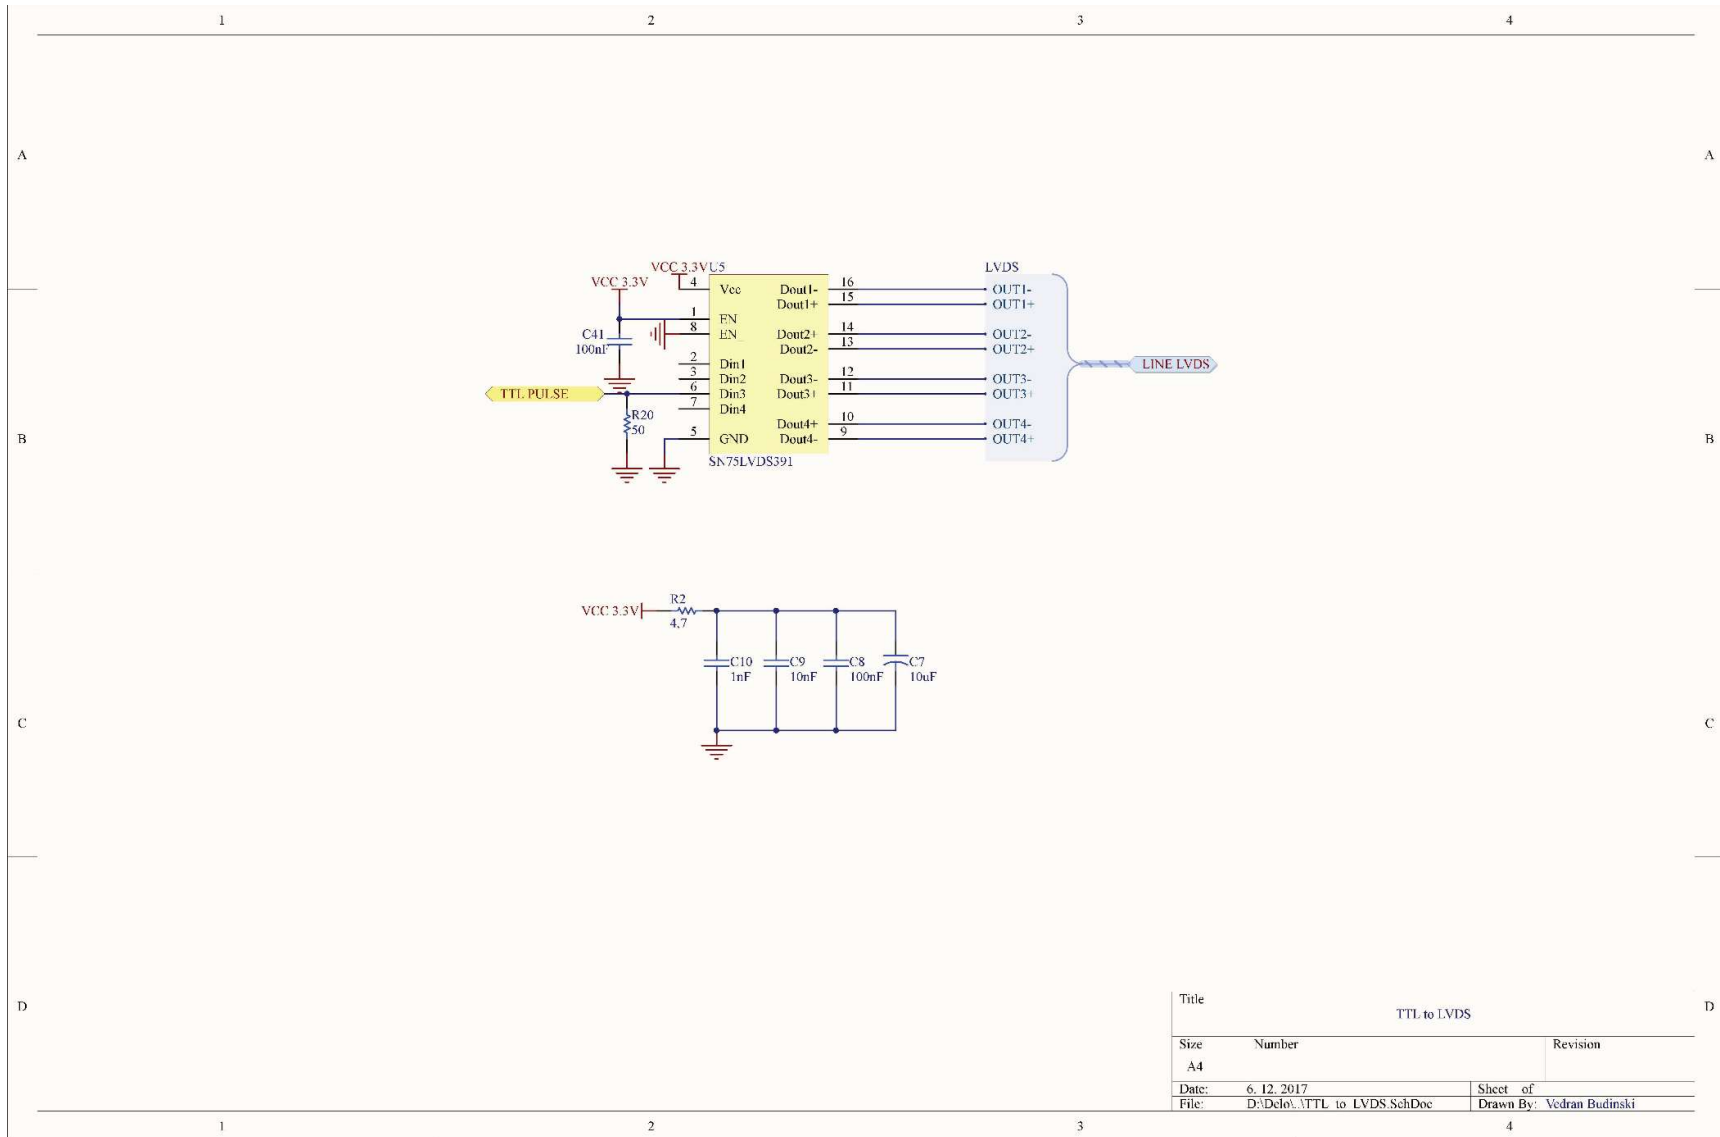 1 2 3 4
A A
VCC 3.3V U5 LVDS
VCC 3.3V
4 Vcc Dout1- 16 OUT1-
Dout1+ 15 OUT1+
1 EN
8 EN Dout2+ 14 OUT2-
C41
100nF
Dout2- 13 OUT2+
2 Din1 LINE LVDS
3 Din2 Dout3- 12 OUT3-
TTL PULSE 6 Din3 Dout3+ 11 OUT3+
7 Din4
R20
50
Dout4+ 10 OUT4-
B 5 GND Dout4- 9 OUT4+ B
SN75LVDS391
R2
VCC 3.3V
4,7
C10 C9 C8 C7
1nF 10nF 100nF 10uF
C C
Title
TTL to LVDS
D D
Size Number Revision
A4
Date: 6. 12. 2017 Sheet of
File: D:\Delo\..\TTL_to_LVDS.SchDoc Drawn By: Vedran Budinski
1 2 3 4